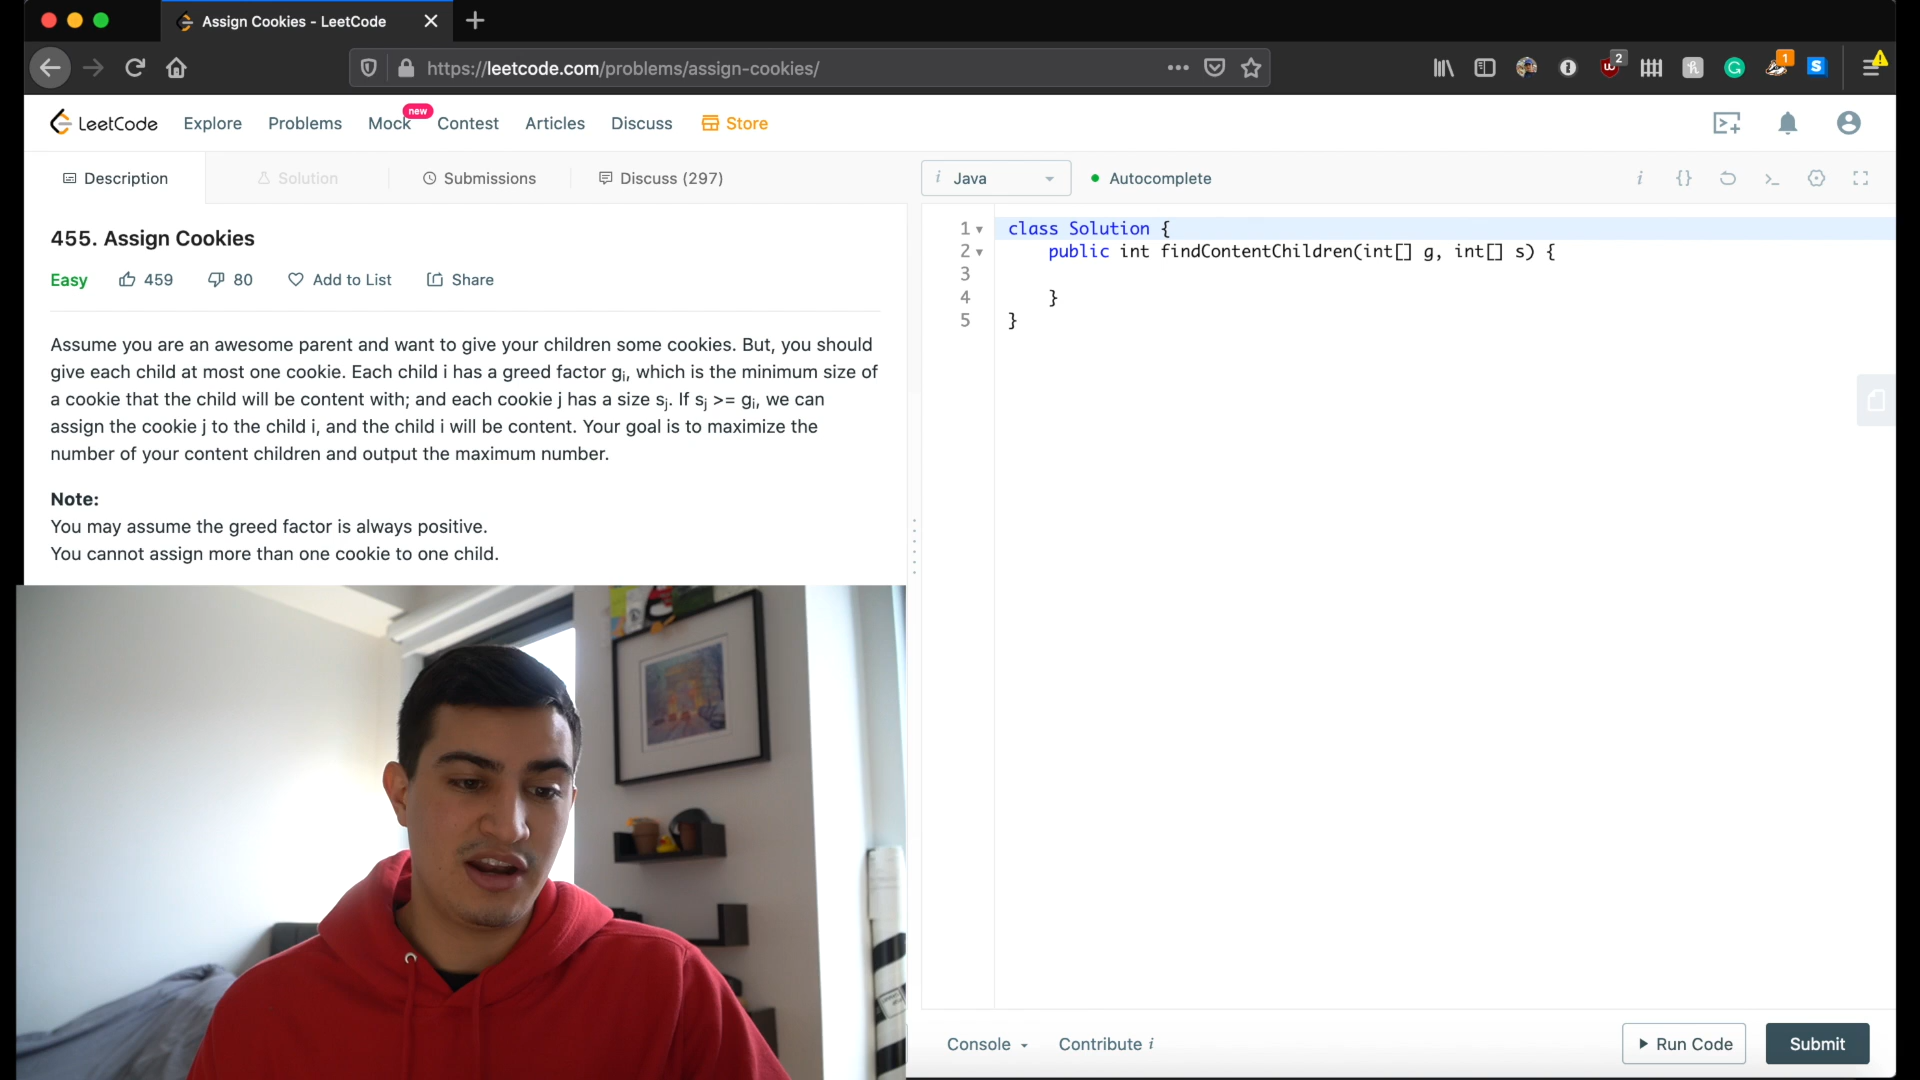 Assign Cookies - LeetCode
https://leetcode.com/problems/assign-cookies/
2
1
LeetCode
Explore
Problems
Mock
new
Contest
Articles
Discuss
Store
Description
Solution
Submissions
Discuss (297)
i Java
Autocomplete
i
{}
>_
455. Assign Cookies
Easy
459
80
Add to List
Share
Assume you are an awesome parent and want to give your children some cookies. But, you should
give each child at most one cookie. Each child i has a greed factor gi, which is the minimum size of
a cookie that the child will be content with; and each cookie j has a size sj. If sj >= gi, we can
assign the cookie j to the child i, and the child i will be content. Your goal is to maximize the
number of your content children and output the maximum number.
Note:
You may assume the greed factor is always positive.
You cannot assign more than one cookie to one child.
1 class Solution {
2 public int findContentChildren(int[] g, int[] s) {
3
4 }
5 }
Console
Contribute i
Run Code
Submit